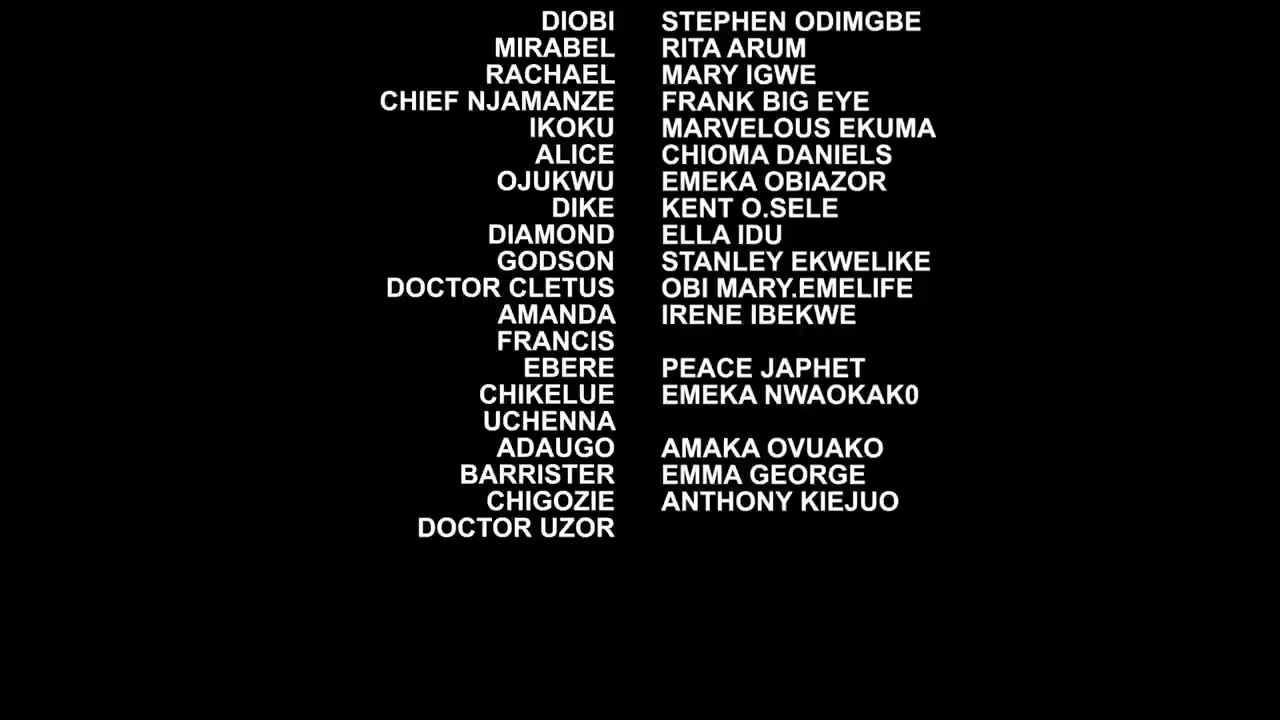 DIOBI STEPHEN ODIMGBE
MIRABEL RITA ARUM
RACHAEL MARY IGWE
CHIEF NJAMANZE FRANK BIG EYE
IKOKU MARVELOUS EKUMA
ALICE CHIOMA DANIELS
OJUKWU EMEKA OBIAZOR
DIKE KENT O.SELE
DIAMOND ELLA IDU
GODSON STANLEY EKWELIKE
DOCTOR CLETUS OBI MARY.EMELIFE
AMANDA IRENE IBEKWE
FRANCIS
EBERE PEACE JAPHET
CHIKELUE EMEKA NWAOKAK0
UCHENNA
ADAUGO AMAKA OVUAKO
BARRISTER EMMA GEORGE
CHIGOZIE ANTHONY KIEJUO
DOCTOR UZOR